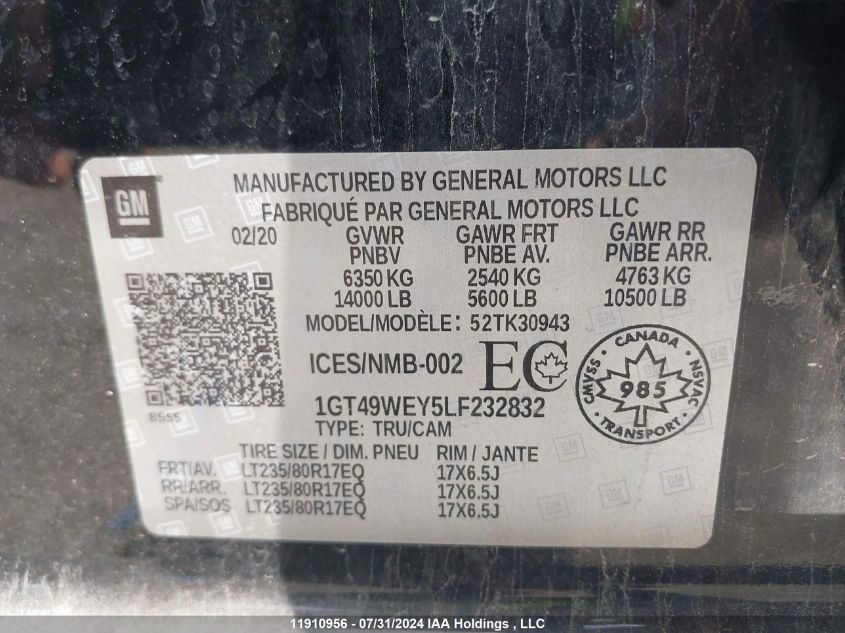 GM
MANUFACTURED BY GENERAL MOTORS LLC
FABRIQUÉ PAR GENERAL MOTORS LLC
02/20 GVWR GAWR FRT GAWR RR
PNBV PNBE AV. PNBE ARR.
6350 KG 2540 KG 4763 KG
14000 LB 5600 LB 10500 LB
MODEL/MODÈLE: 52TK30943
ICES/NMB-002 EC
CANADA
CMVSS 985 NSVAC
TRANSPORT
8555
1GT49WEY5LF232832
TYPE: TRU/CAM
TIRE SIZE / DIM. PNEU RIM / JANTE
FRT/AV. LT235/80R17EQ 17X6.5J
RR/ARR. LT235/80R17EQ 17X6.5J
SPA/SOS LT235/80R17EQ 17X6.5J
11910956 - 07/31/2024 IAA Holdings , LLC